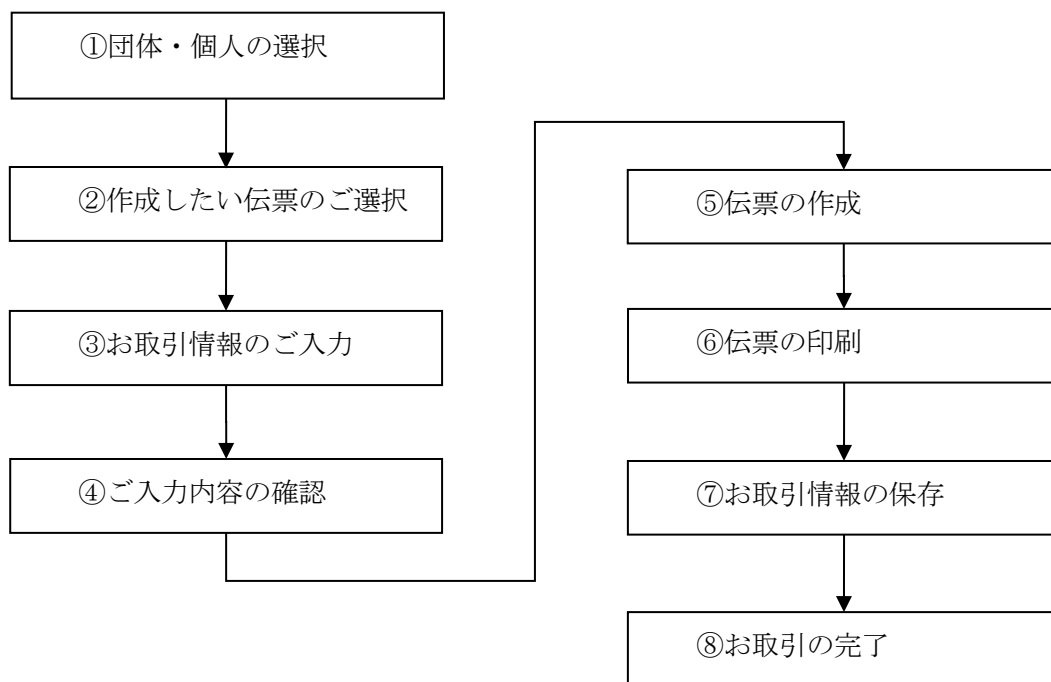 ①団体・個人の選択
②作成したい伝票のご選択
③お取引情報のご入力
④ご入力内容の確認
⑤伝票の作成
⑥伝票の印刷
⑦お取引情報の保存
⑧お取引の完了